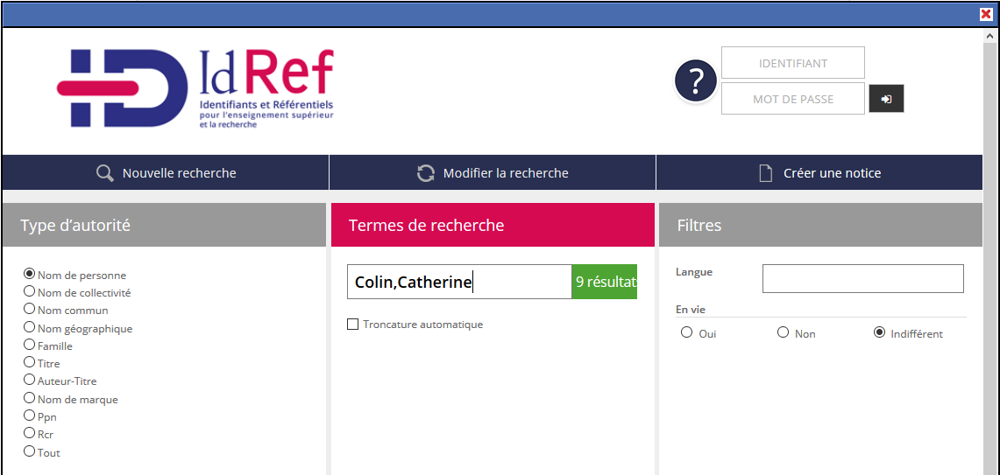 ID IdRef
Identifiants et Référentiels
pour l'enseignement supérieur
et la recherche
?
IDENTIFIANT
MOT DE PASSE
Nouvelle recherche
Modifier la recherche
Créer une notice
Type d'autorité
Nom de personne
Nom de collectivité
Nom commun
Nom géographique
Famille
Titre
Auteur-Titre
Nom de marque
Ppn
Rcr
Tout
Termes de recherche
Colin,Catherine
9 résultats
Troncature automatique
Filtres
Langue
En vie
Oui
Non
Indifférent